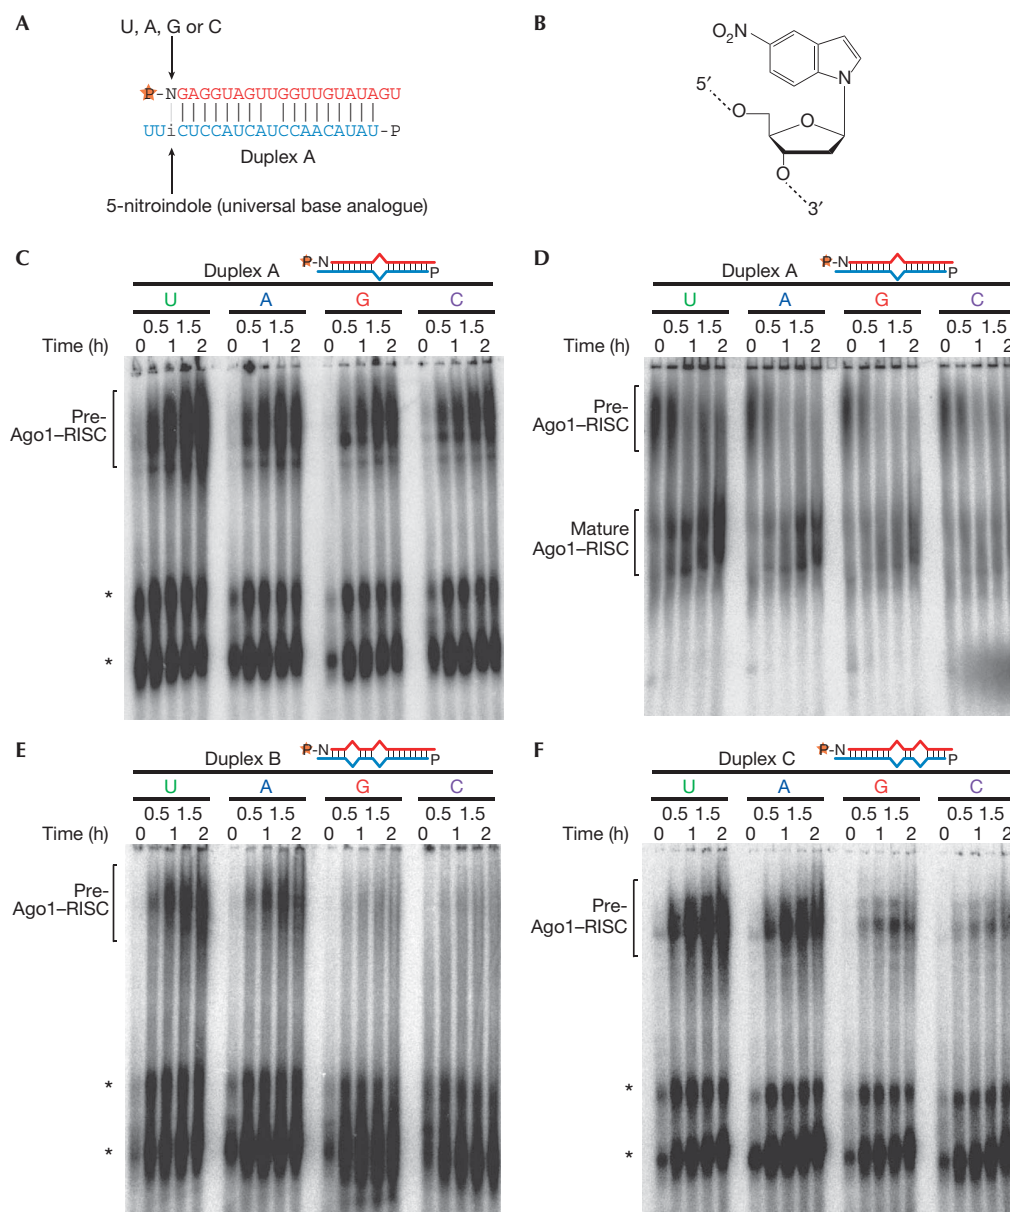 A
U, A, G or C
P-NGAGGUAGUUGGUUGUAUAGU
UUiCUCCAUCAUCCAACAUAU-P
Duplex A
5-nitroindole (universal base analogue)
B
O2N
N
5′
O
O
O
3′
C
Duplex A
P-N
P
U A G C
0.5 1.5 0.5 1.5 0.5 1.5 0.5 1.5
Time (h) 0 1 2 0 1 2 0 1 2 0 1 2
Pre-
Ago1–RISC
*
*
D
Duplex A
P-N
P
U A G C
0.5 1.5 0.5 1.5 0.5 1.5 0.5 1.5
Time (h) 0 1 2 0 1 2 0 1 2 0 1 2
Pre-
Ago1–RISC
Mature
Ago1–RISC
E
Duplex B
P-N
P
U A G C
0.5 1.5 0.5 1.5 0.5 1.5 0.5 1.5
Time (h) 0 1 2 0 1 2 0 1 2 0 1 2
Pre-
Ago1–RISC
*
*
F
Duplex C
P-N
P
U A G C
0.5 1.5 0.5 1.5 0.5 1.5 0.5 1.5
Time (h) 0 1 2 0 1 2 0 1 2 0 1 2
Pre-
Ago1–RISC
*
*